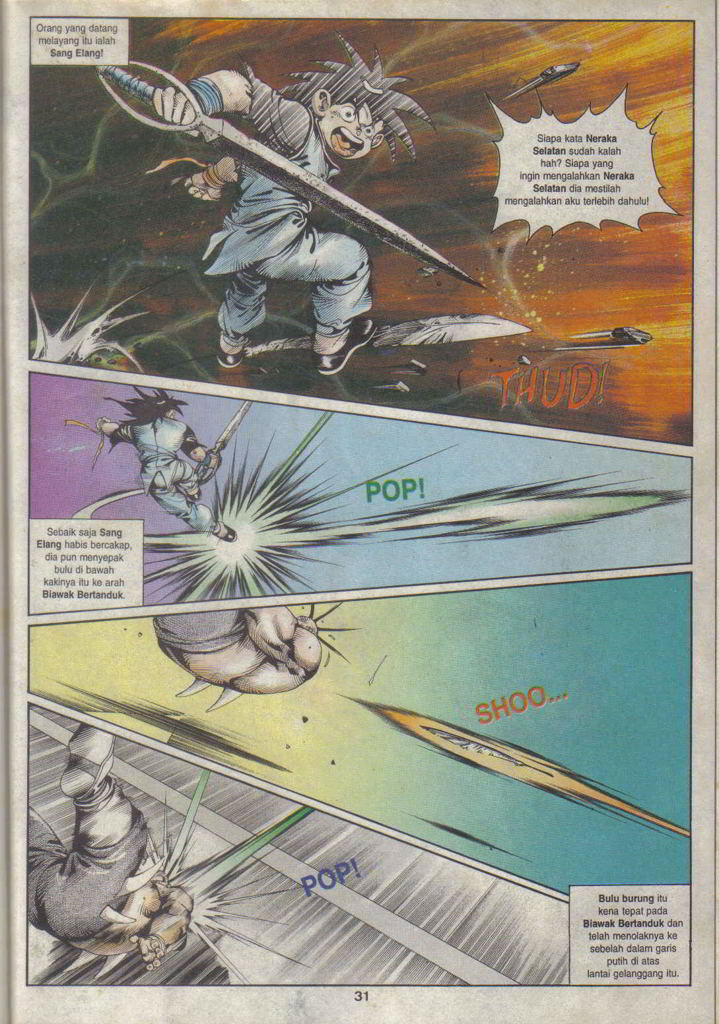 Orang yang datang
melayang itu ialah
Sang Elang!
Siapa kata Neraka
Selatan sudah kalah
hah? Siapa yang
ingin mengalahkan Neraka
Selatan dia mestilah
mengalahkan aku terlebih dahulu!
THUD!
POP!
Sebaik saja Sang
Elang habis bercakap,
dia pun menyepak
bulu di bawah
kakinya itu ke arah
Biawak Bertanduk.
SHOO...
POP!
Bulu burung itu
kena tepat pada
Biawak Bertanduk dan
telah menolaknya ke
sebelah dalam garis
putih di atas
lantai gelanggang itu.
31